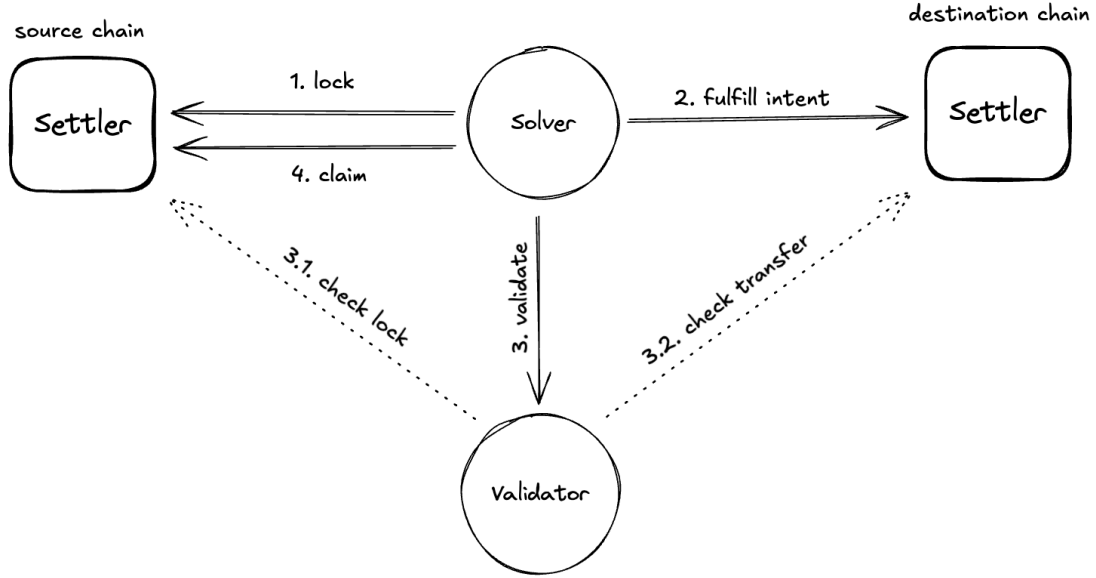 source chain
destination chain
Settler
1. lock
4. claim
Solver
2. fulfill intent
Settler
3. validate
3.1. check lock
3.2. check transfer
Validator